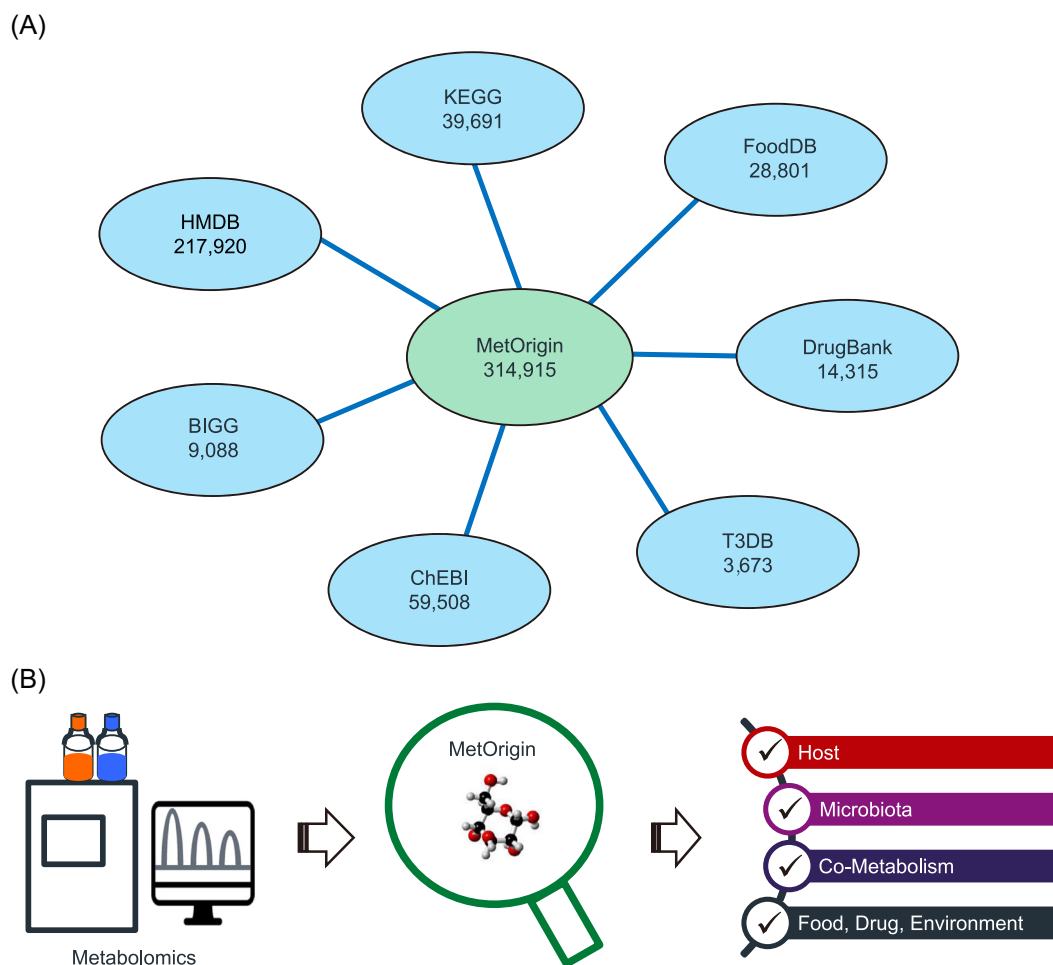 (A)
KEGG
39,691
FoodDB
28,801
HMDB
217,920
MetOrigin
314,915
DrugBank
14,315
BIGG
9,088
T3DB
3,673
ChEBI
59,508
(B)
MetOrigin
Host
Microbiota
Co-Metabolism
Food, Drug, Environment
Metabolomics